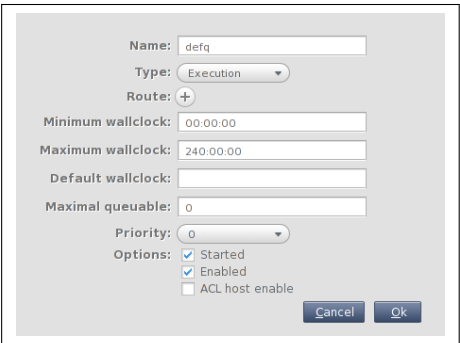 Name: defq
Type: Execution
Route: +
Minimum wallclock: 00:00:00
Maximum wallclock: 240:00:00
Default wallclock:
Maximal queuable: 0
Priority: 0
Options: Started
Enabled
ACL host enable
Cancel Ok